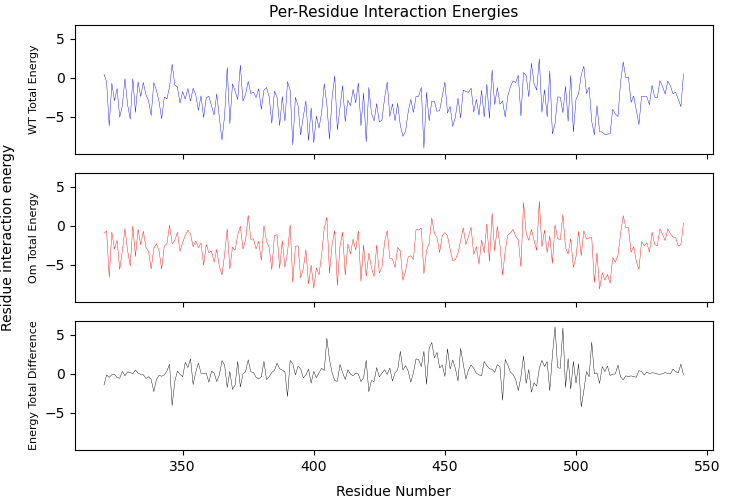 Per-Residue Interaction Energies
Residue interaction energy
WT Total Energy
5
0
−5
Om Total Energy
5
0
−5
Energy Total Difference
5
0
−5
350
400
450
500
550
Residue Number